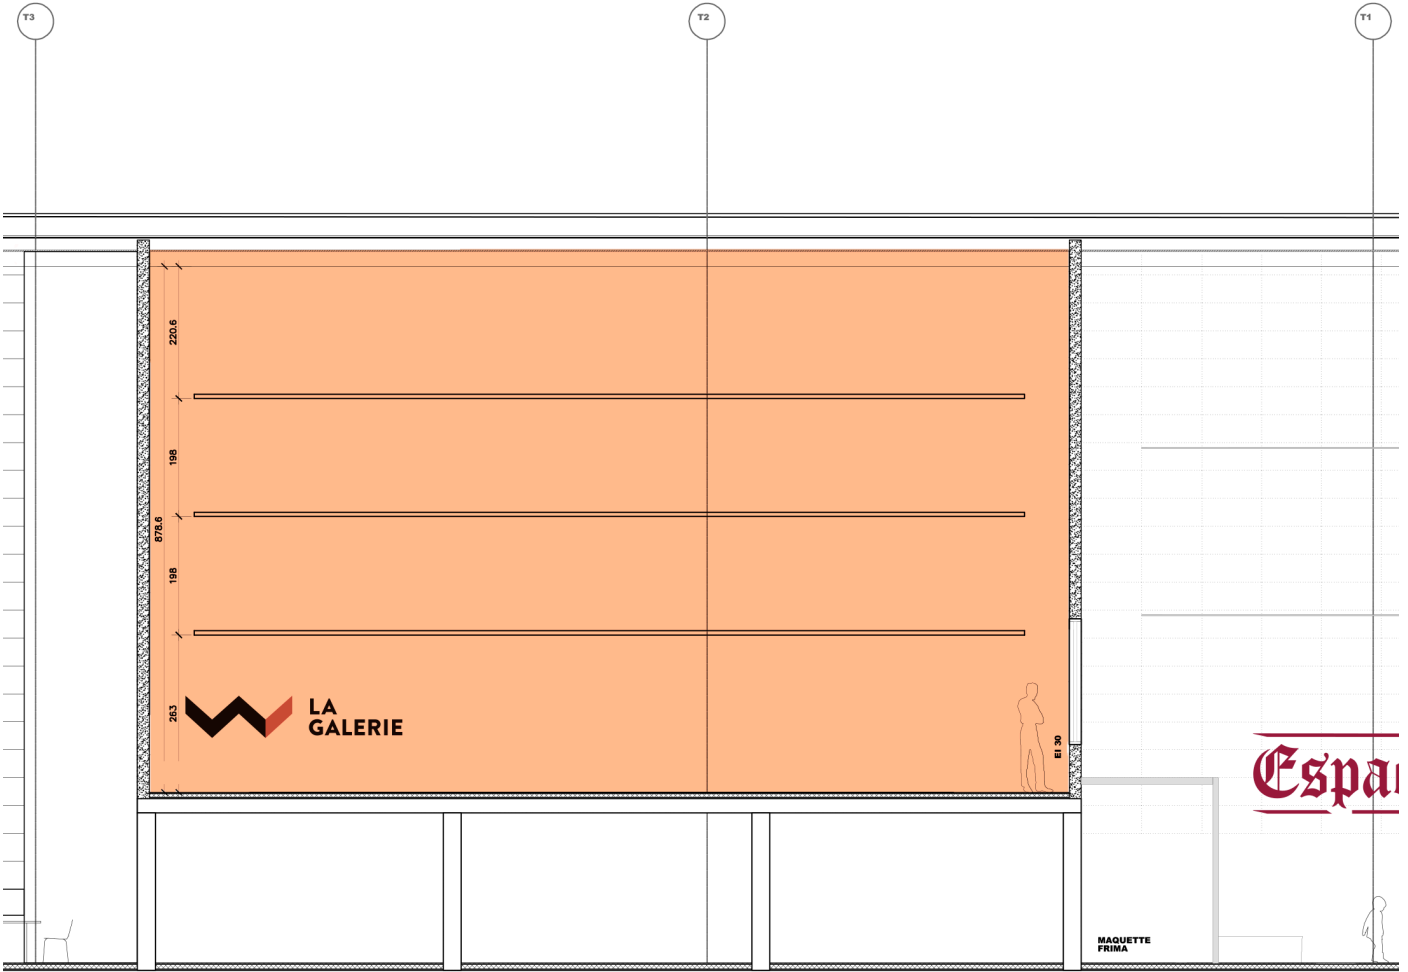 T3
T2
T1
220.6
198
878.6
198
263
LA
GALERIE
EI 30
Espa
MAQUETTE
FRIMA